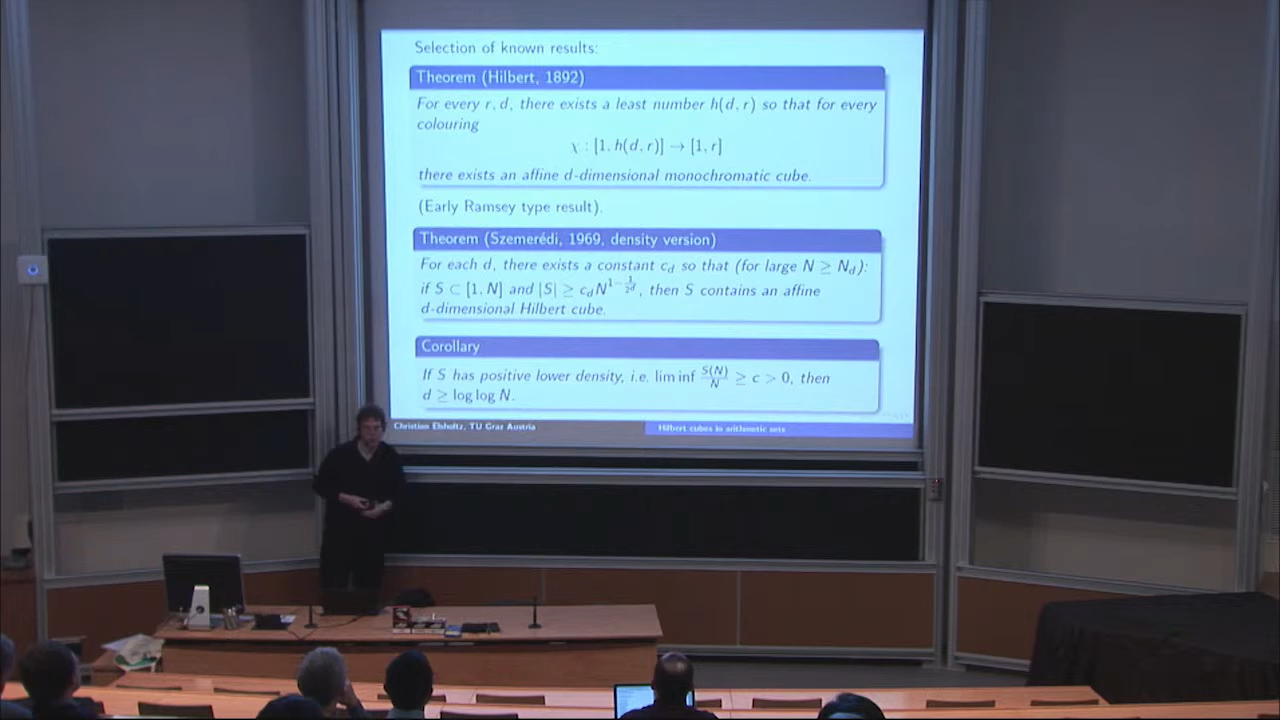 Selection of known results:
Theorem (Hilbert, 1892)
For every r, d, there exists a least number h(d, r) so that for every
colouring
χ : [1, h(d, r)] → [1, r]
there exists an affine d-dimensional monochromatic cube.
(Early Ramsey type result).
Theorem (Szemerédi, 1969, density version)
For each d, there exists a constant c_d so that (for large N ≥ N_d):
if S ⊂ [1, N] and |S| ≥ c_d N^{1-\frac{1}{2^d}}, then S contains an affine
d-dimensional Hilbert cube.
Corollary
If S has positive lower density, i.e. lim inf \frac{S(N)}{N} ≥ c > 0, then
d ≥ log log N.
Christian Elsholtz, TU Graz Austria
Hilbert cubes in arithmetic sets